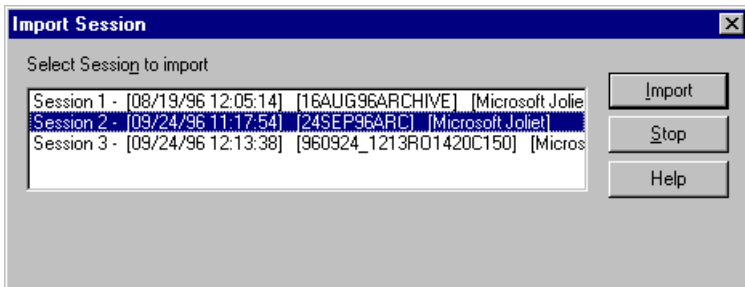 Import Session
Select Session to import
Session 1 - [08/19/96 12:05:14] [16AUG96ARCHIVE] [Microsoft Jolie
Session 2 - [09/24/96 11:17:54] [24SEP96ARC] [Microsoft Joliet]
Session 3 - [09/24/96 12:13:38] [960924_1213RO1420C150] [Micros
Import
Stop
Help